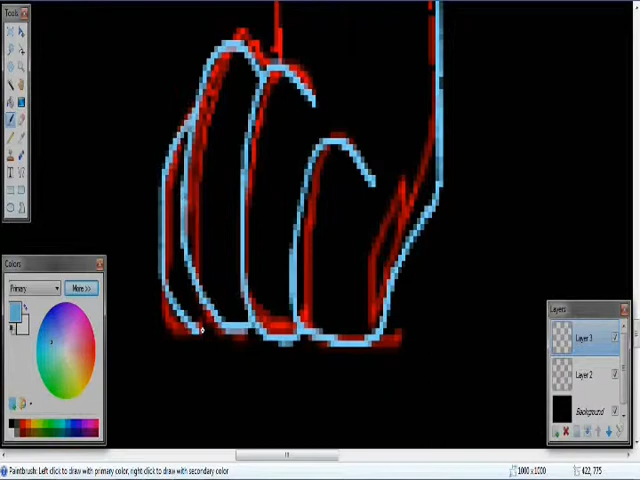 Tools
Colors
Primary
More >>
Layers
Layer 3
Layer 2
Background
Paintbrush: Left click to draw with primary color, right click to draw with secondary color
1000 x 1000
422, 775